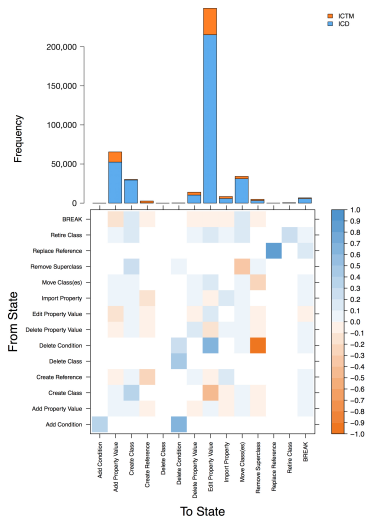 ICTM
ICD
200,000
150,000
100,000
50,000
0
Frequency
BREAK
Retire Class
Replace Reference
Remove Superclass
Move Class(es)
Import Property
Edit Property Value
Delete Property Value
Delete Condition
Delete Class
Create Reference
Create Class
Add Property Value
Add Condition
From State
1.0
0.9
0.8
0.7
0.6
0.5
0.4
0.3
0.2
0.1
0.0
−0.1
−0.2
−0.3
−0.4
−0.5
−0.6
−0.7
−0.8
−0.9
−1.0
Add Condition
Add Property Value
Create Class
Create Reference
Delete Class
Delete Condition
Delete Property Value
Edit Property Value
Import Property
Move Class(es)
Remove Superclass
Replace Reference
Retire Class
BREAK
To State